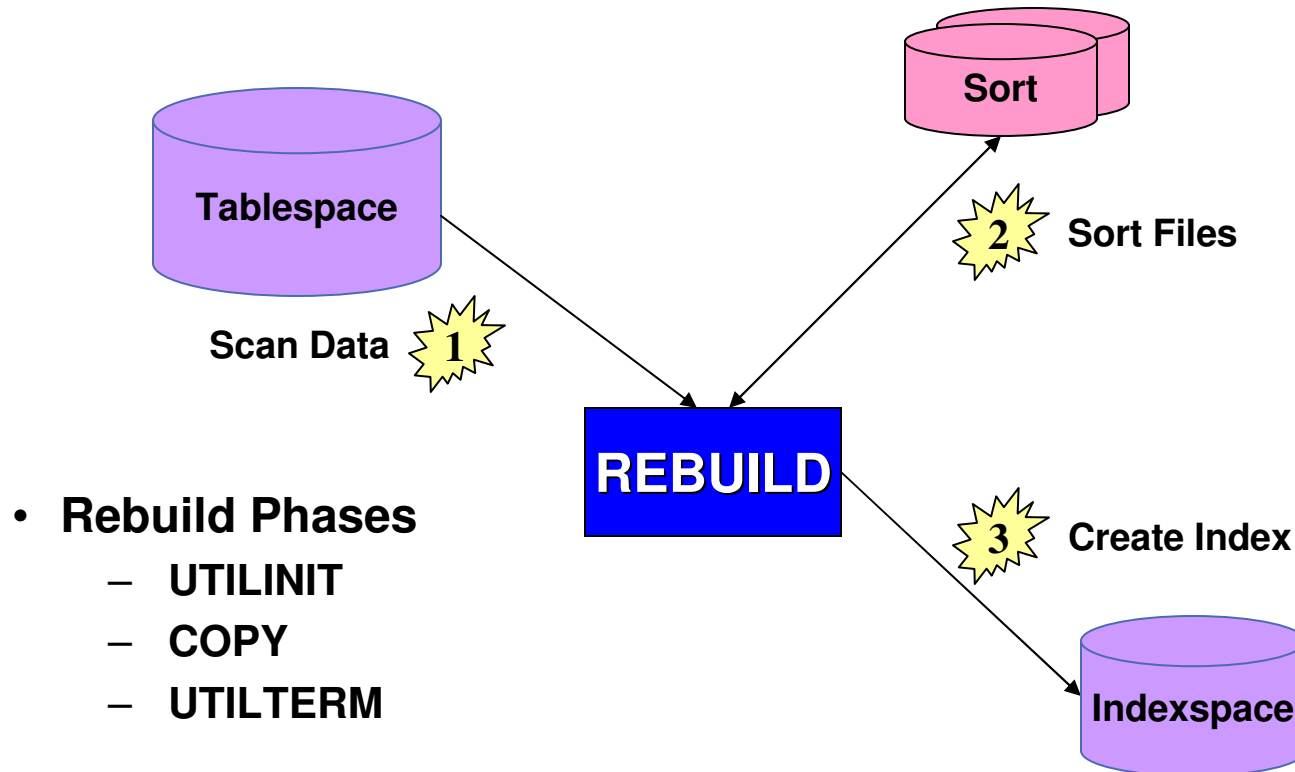 Sort
Tablespace
2
Sort Files
Scan Data
1
REBUILD
• Rebuild Phases
– UTILINIT
– COPY
– UTILTERM
3
Create Index
Indexspace